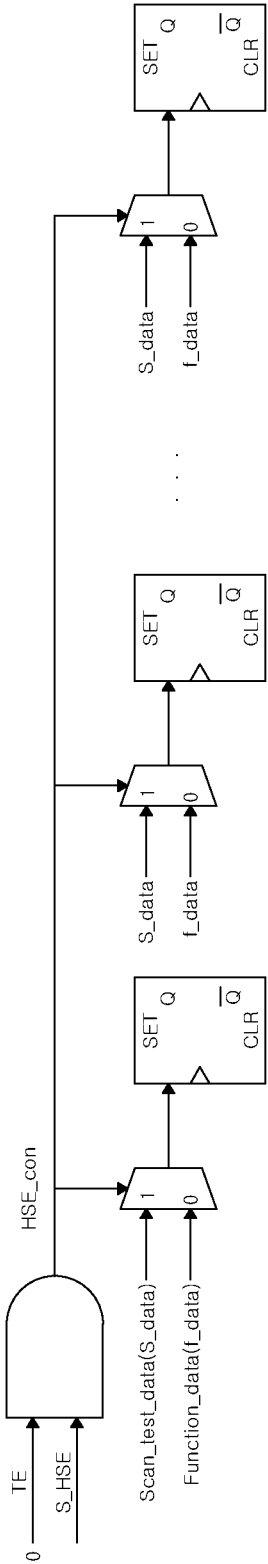 0
TE
S_HSE
HSE_con
Scan_test_data(S_data)
Function_data(f_data)
1
0
SET
Q
Q
CLR
S_data
f_data
1
0
SET
Q
Q
CLR
. . .
S_data
f_data
1
0
SET
Q
Q
CLR